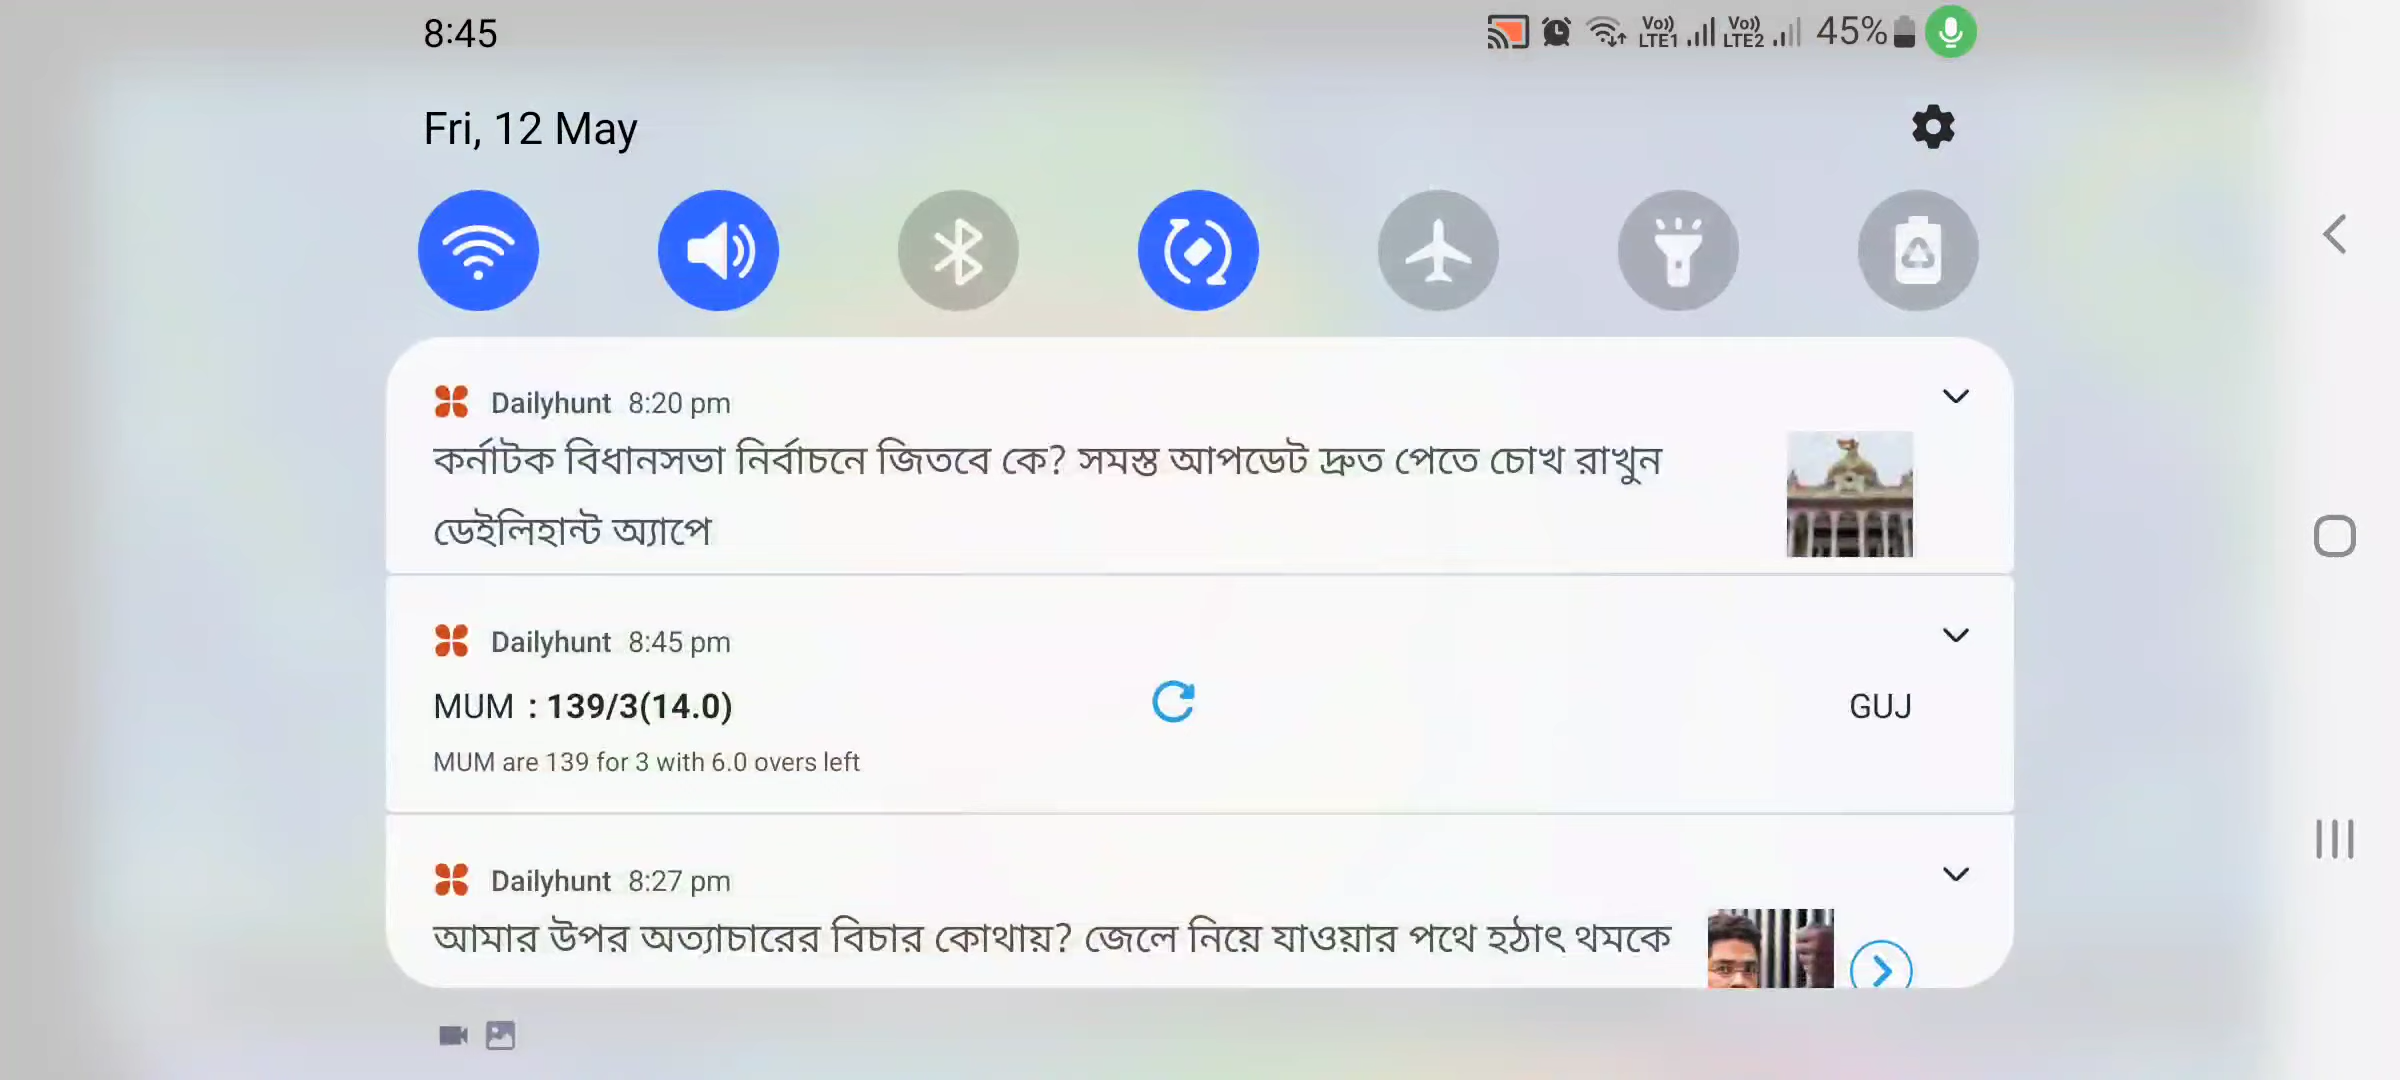 8:45
Vo)) LTE1 Vo)) LTE2 45%
Fri, 12 May
Dailyhunt 8:20 pm
কর্নাটক বিধানসভা নির্বাচনে জিতবে কে? সমস্ত আপডেট দ্রুত পেতে চোখ রাখুন
ডেইলিহান্ট অ্যাপে
Dailyhunt 8:45 pm
MUM : 139/3(14.0) GUJ
MUM are 139 for 3 with 6.0 overs left
Dailyhunt 8:27 pm
আমার উপর অত্যাচারের বিচার কোথায়? জেলে নিয়ে যাওয়ার পথে হঠাৎ থমকে